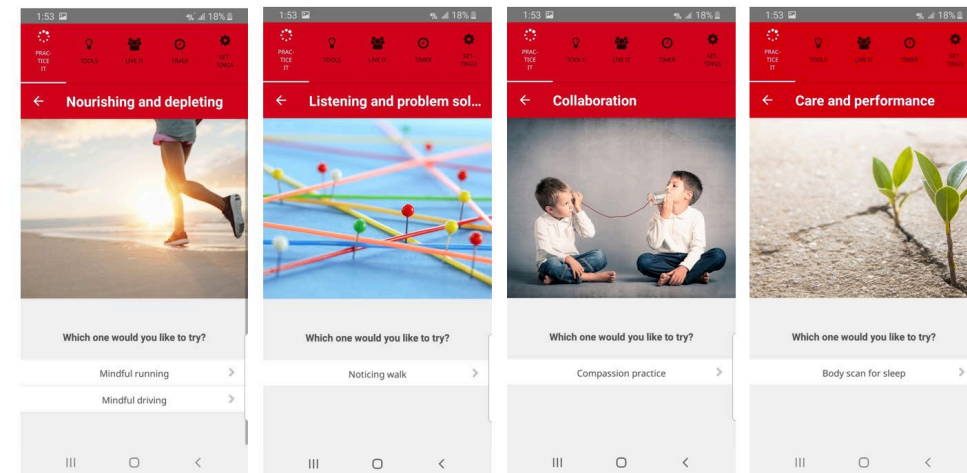 1:53 18%
PRAC-
TICE
IT
TOOLS LIVE IT TIMER SET-
TINGS
Nourishing and depleting
Which one would you like to try?
Mindful running
Mindful driving
1:53 18%
PRAC-
TICE
IT
TOOLS LIVE IT TIMER SET-
TINGS
Listening and problem sol...
Which one would you like to try?
Noticing walk
1:53 18%
PRAC-
TICE
IT
TOOLS LIVE IT TIMER SET-
TINGS
Collaboration
Which one would you like to try?
Compassion practice
1:53 18%
PRAC-
TICE
IT
TOOLS LIVE IT TIMER SET-
TINGS
Care and performance
Which one would you like to try?
Body scan for sleep